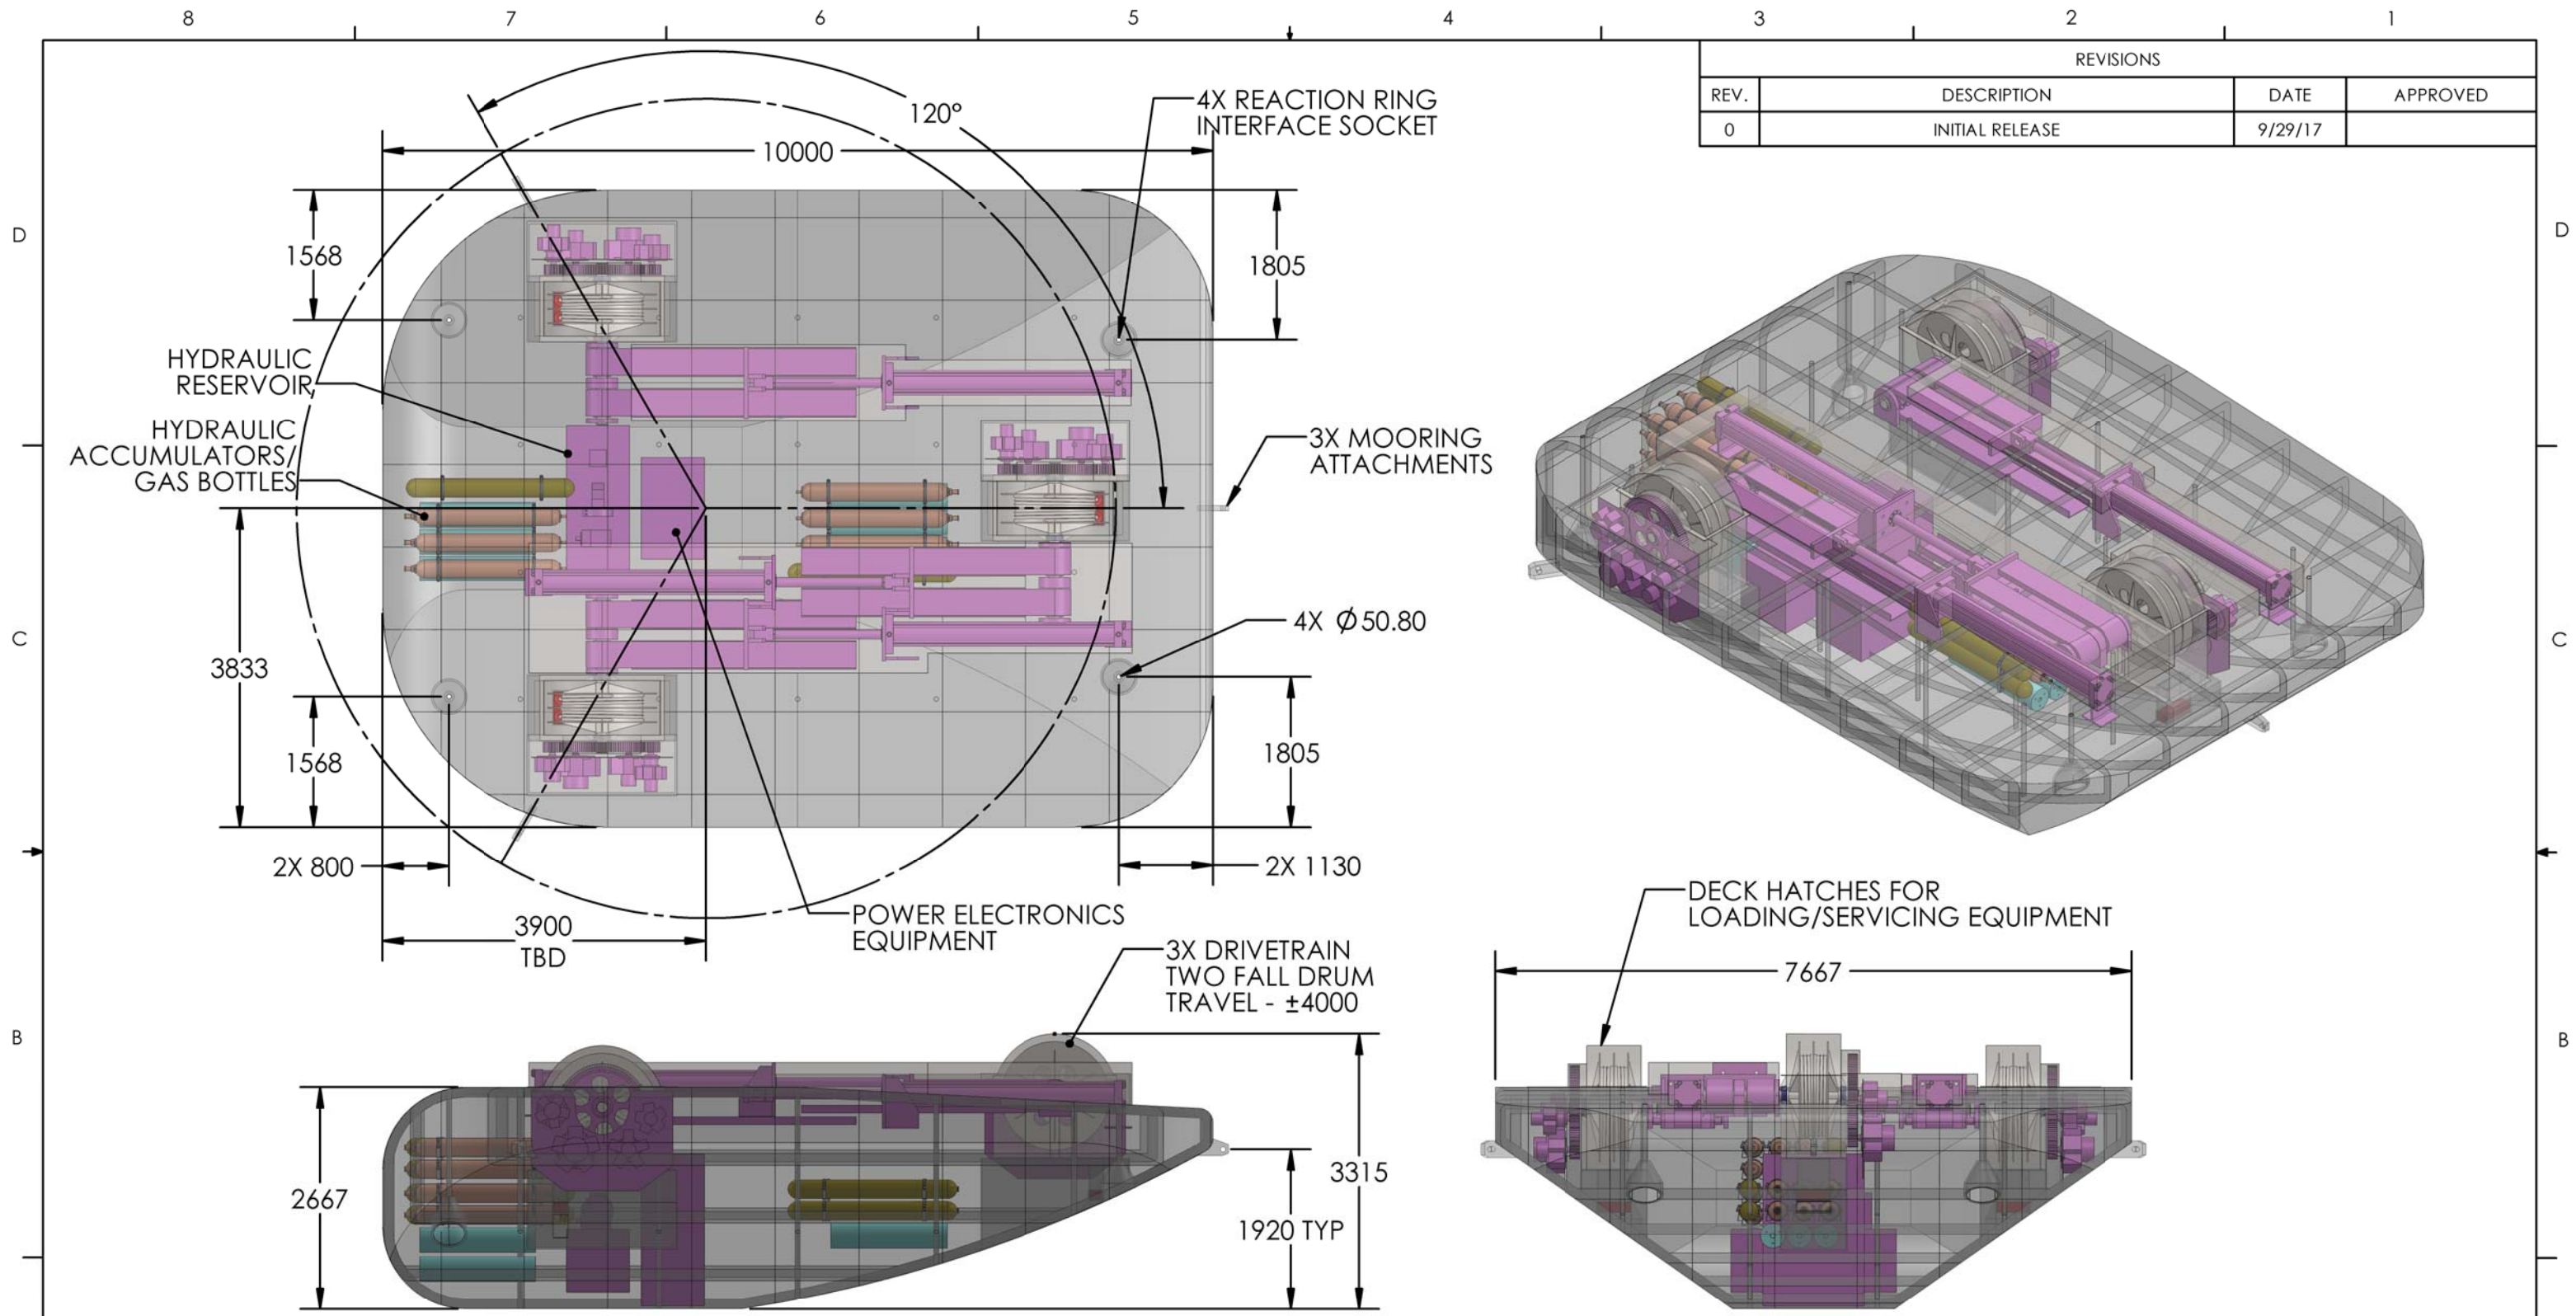 8 7 6 5 4 3 2 1
REVISIONS
REV. DESCRIPTION DATE APPROVED
0 INITIAL RELEASE 9/29/17
D
D
C
C
B
B
120°
10000
4X REACTION RING
INTERFACE SOCKET
1568
1805
HYDRAULIC
RESERVOIR
HYDRAULIC
ACCUMULATORS/
GAS BOTTLES
3X MOORING
ATTACHMENTS
4X Ø50.80
3833
1568
1805
2X 800
2X 1130
3900
TBD
POWER ELECTRONICS
EQUIPMENT
3X DRIVETRAIN
TWO FALL DRUM
TRAVEL - ±4000
2667
3315
1920 TYP
DECK HATCHES FOR
LOADING/SERVICING EQUIPMENT
7667